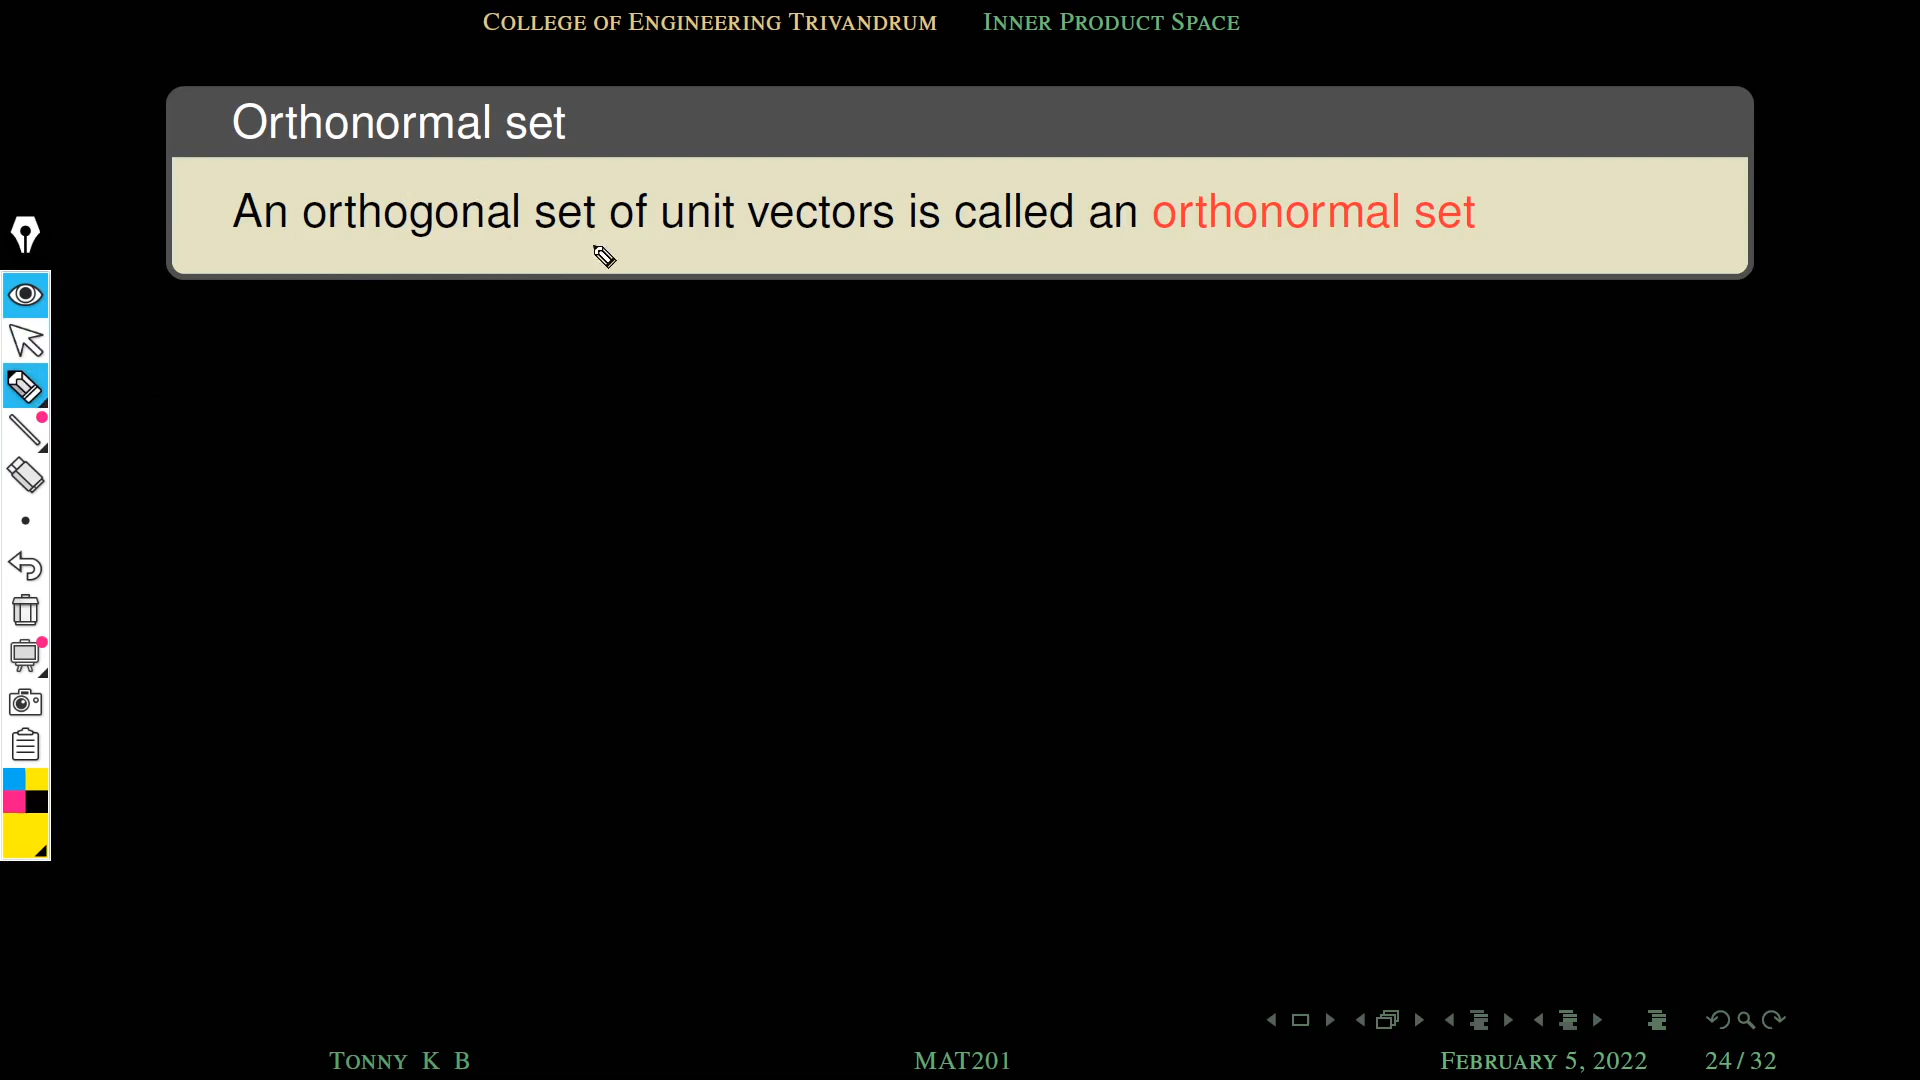 College of Engineering Trivandrum Inner Product Space
Orthonormal set
An orthogonal set of unit vectors is called an orthonormal set
Tonny K B MAT201 February 5, 2022 24 / 32